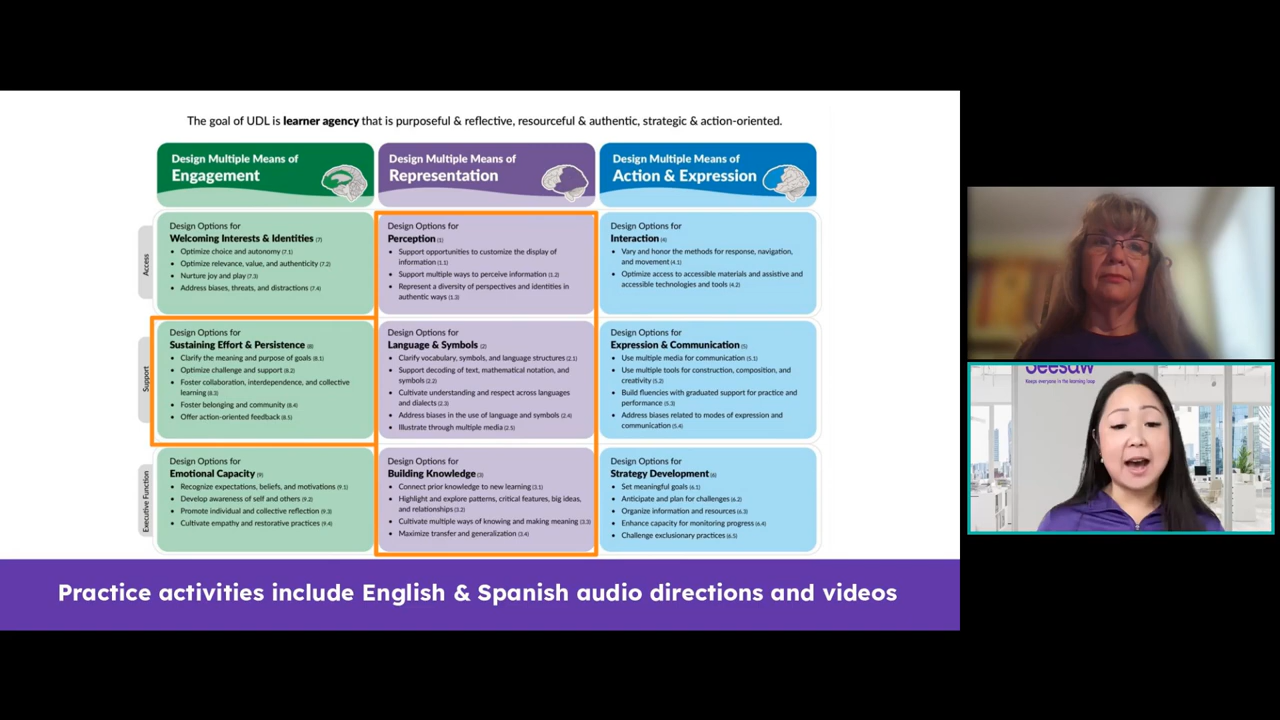 The goal of UDL is learner agency that is purposeful & reflective, resourceful & authentic, strategic & action-oriented.
Design Multiple Means of
Engagement
Design Multiple Means of
Representation
Design Multiple Means of
Action & Expression
Access
Design Options for
Welcoming Interests & Identities (7)
• Optimize choice and autonomy (7.1)
• Optimize relevance, value, and authenticity (7.2)
• Nurture joy and play (7.3)
• Address biases, threats, and distractions (7.4)
Design Options for
Perception (1)
• Support opportunities to customize the display of
information (1.1)
• Support multiple ways to perceive information (1.2)
• Represent a diversity of perspectives and identities in
authentic ways (1.3)
Design Options for
Interaction (4)
• Vary and honor the methods for response, navigation,
and movement (4.1)
• Optimize access to accessible materials and assistive and
accessible technologies and tools (4.2)
Support
Design Options for
Sustaining Effort & Persistence (8)
• Clarify the meaning and purpose of goals (8.1)
• Optimize challenge and support (8.2)
• Foster collaboration, interdependence, and collective
learning (8.3)
• Foster belonging and community (8.4)
• Offer action-oriented feedback (8.5)
Design Options for
Language & Symbols (2)
• Clarify vocabulary, symbols, and language structures (2.1)
• Support decoding of text, mathematical notation, and
symbols (2.2)
• Cultivate understanding and respect across languages
and dialects (2.3)
• Address biases in the use of language and symbols (2.4)
• Illustrate through multiple media (2.5)
Design Options for
Expression & Communication (5)
• Use multiple media for communication (5.1)
• Use multiple tools for construction, composition, and
creativity (5.2)
• Build fluencies with graduated support for practice and
performance (5.3)
• Address biases related to modes of expression and
communication (5.4)
Executive Function
Design Options for
Emotional Capacity (9)
• Recognize expectations, beliefs, and motivations (9.1)
• Develop awareness of self and others (9.2)
• Promote individual and collective reflection (9.3)
• Cultivate empathy and restorative practices (9.4)
Design Options for
Building Knowledge (3)
• Connect prior knowledge to new learning (3.1)
• Highlight and explore patterns, critical features, big ideas,
and relationships (3.2)
• Cultivate multiple ways of knowing and making meaning (3.3)
• Maximize transfer and generalization (3.4)
Design Options for
Strategy Development (6)
• Set meaningful goals (6.1)
• Anticipate and plan for challenges (6.2)
• Organize information and resources (6.3)
• Enhance capacity for monitoring progress (6.4)
• Challenge exclusionary practices (6.5)
Practice activities include English & Spanish audio directions and videos
Seesaw
Keeps everyone in the learning loop